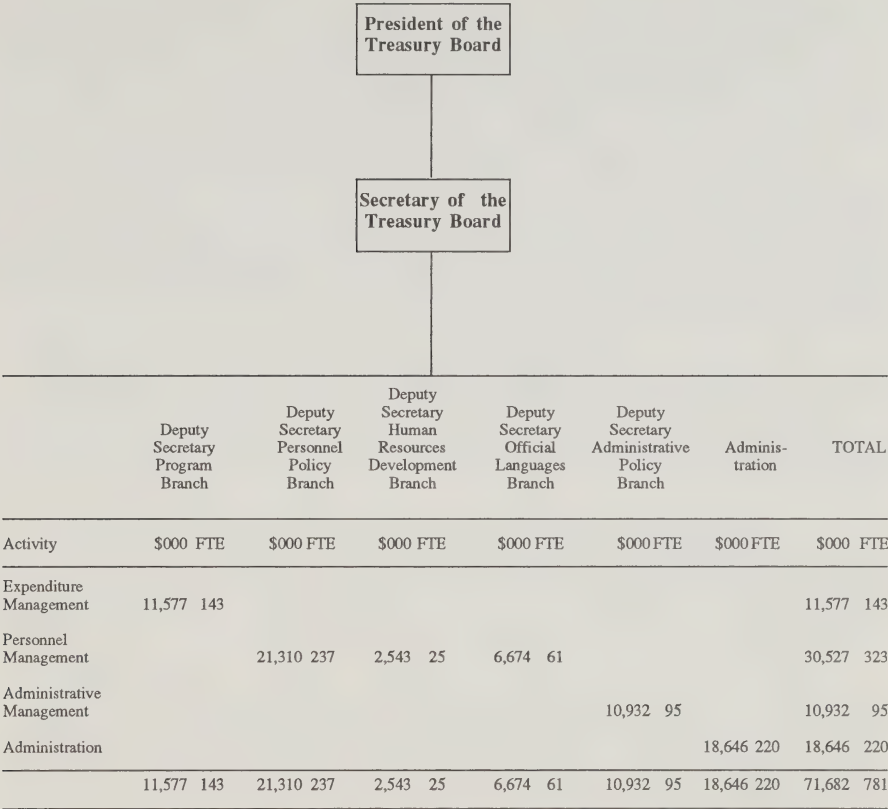 President of the
Treasury Board
Secretary of the
Treasury Board
Deputy
Secretary
Program
Branch
Deputy
Secretary
Personnel
Policy
Branch
Deputy
Secretary
Human
Resources
Development
Branch
Deputy
Secretary
Official
Languages
Branch
Deputy
Secretary
Administrative
Policy
Branch
Adminis-
tration
TOTAL
Activity $000 FTE $000 FTE $000 FTE $000 FTE $000 FTE $000 FTE $000 FTE
Expenditure
Management 11,577 143 11,577 143
Personnel
Management 21,310 237 2,543 25 6,674 61 30,527 323
Administrative
Management 10,932 95 10,932 95
Administration 18,646 220 18,646 220
11,577 143 21,310 237 2,543 25 6,674 61 10,932 95 18,646 220 71,682 781